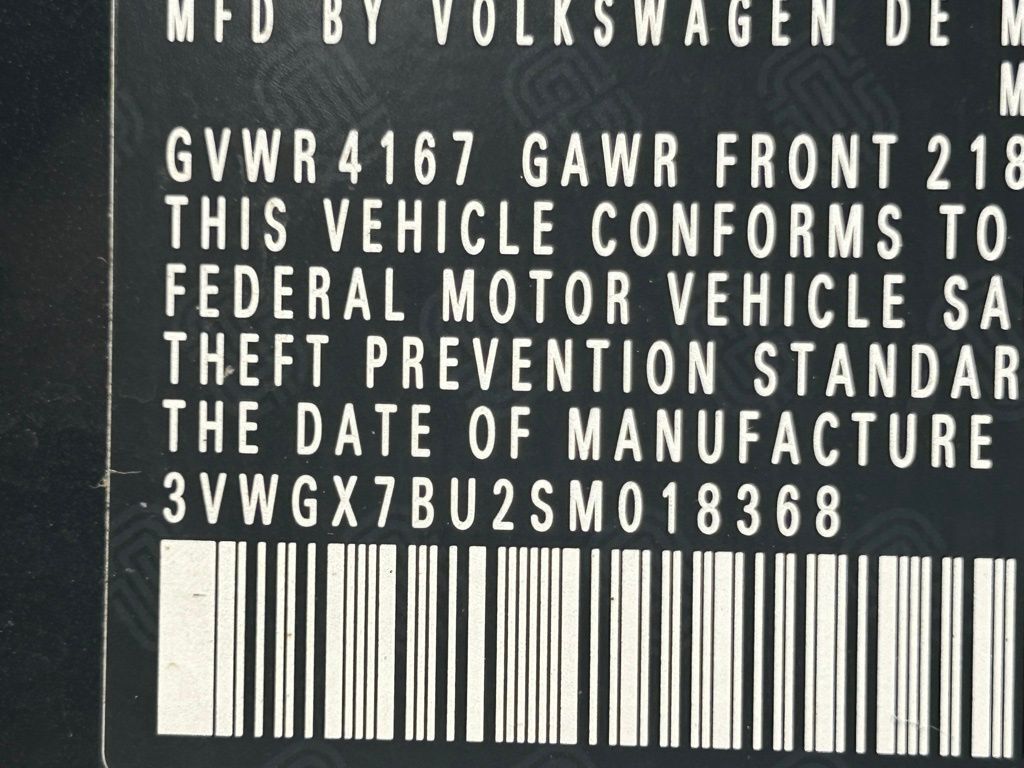 MFD BY VOLKSWAGEN DE M
M
GVWR 4167 GAWR FRONT 218
THIS VEHICLE CONFORMS TO
FEDERAL MOTOR VEHICLE SA
THEFT PREVENTION STANDAR
THE DATE OF MANUFACTURE
3VWGX7BU2SM018368